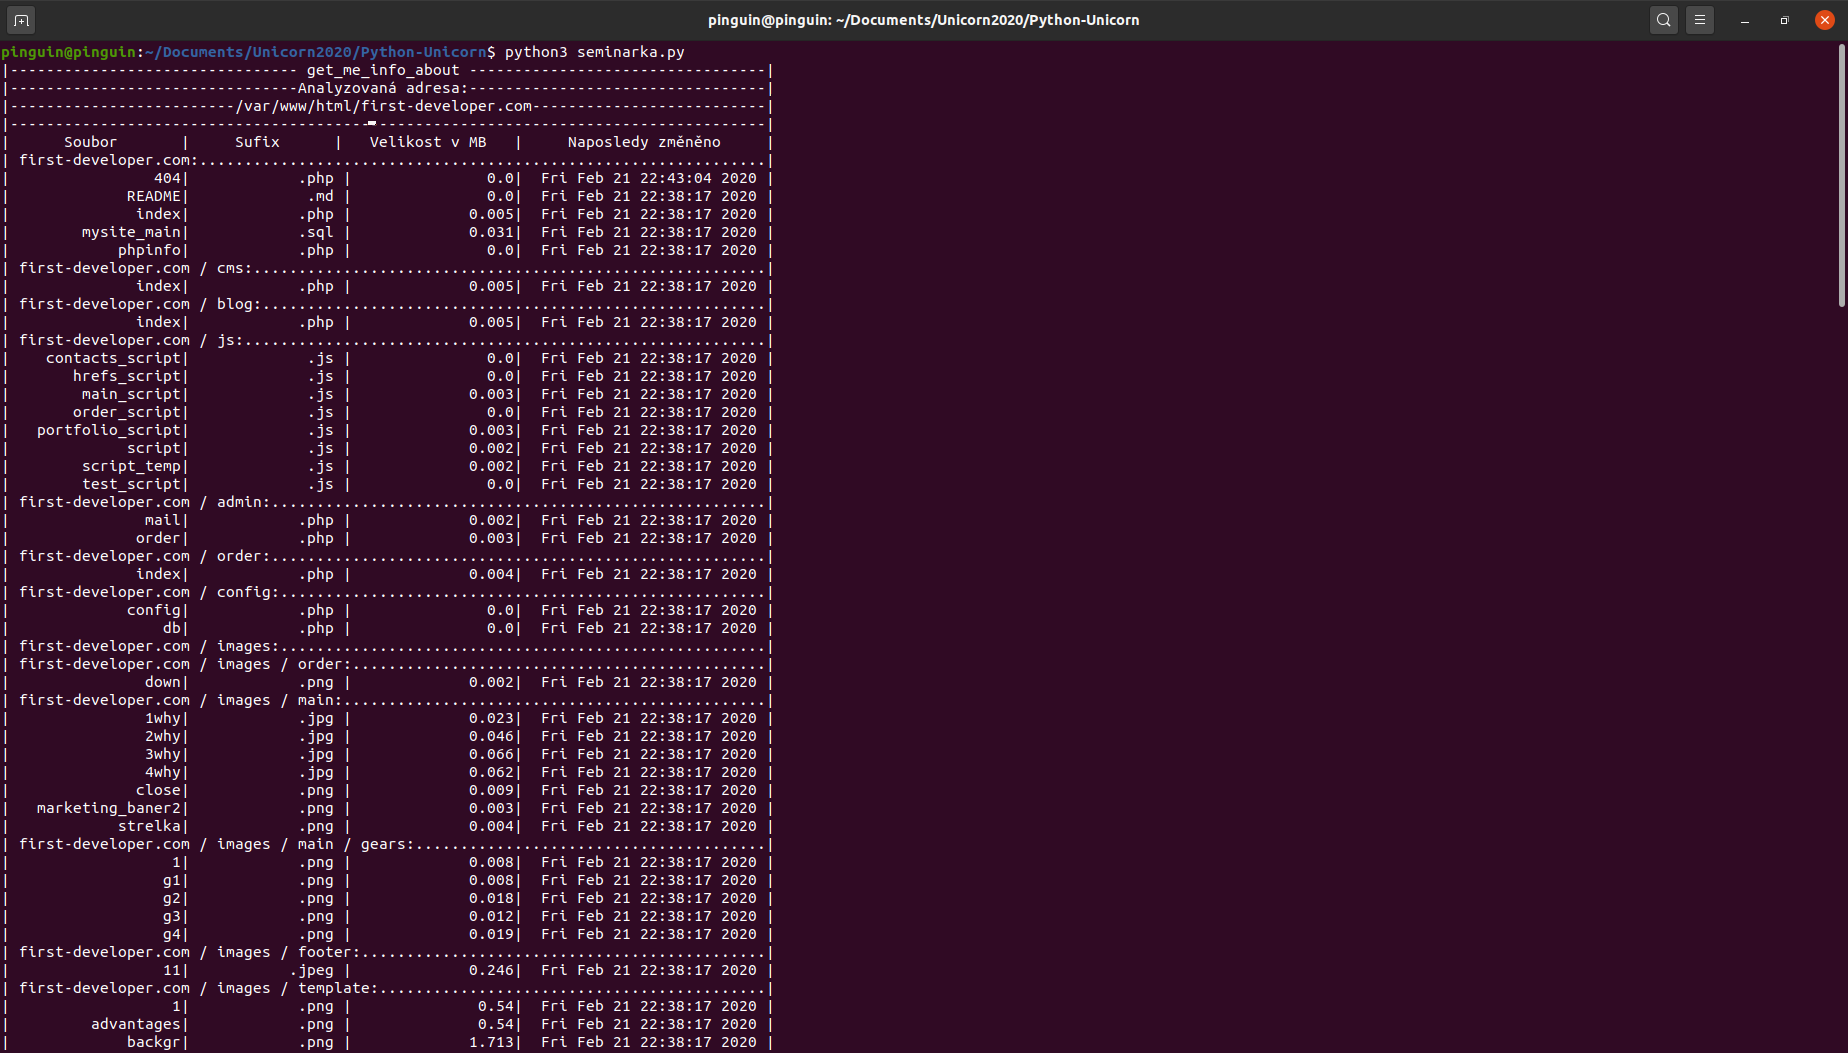 pinguin@pinguin: ~/Documents/Unicorn2020/Python-Unicorn
pinguin@pinguin:~/Documents/Unicorn2020/Python-Unicorn$ python3 seminarka.py
|-------------------------------- get_me_info_about ---------------------------------|
|--------------------------------Analyzovaná adresa:---------------------------------|
|-------------------------/var/www/html/first-developer.com--------------------------|
|------------------------------------------------------------------------------------|
|      Soubor       |     Sufix      |   Velikost v MB   |     Naposledy změněno     |
| first-developer.com:...............................................................|
|                404|            .php |               0.0|  Fri Feb 21 22:43:04 2020 |
|             README|             .md |               0.0|  Fri Feb 21 22:38:17 2020 |
|              index|            .php |             0.005|  Fri Feb 21 22:38:17 2020 |
|        mysite_main|            .sql |             0.031|  Fri Feb 21 22:38:17 2020 |
|            phpinfo|            .php |               0.0|  Fri Feb 21 22:38:17 2020 |
| first-developer.com / cms:.........................................................|
|              index|            .php |             0.005|  Fri Feb 21 22:38:17 2020 |
| first-developer.com / blog:........................................................|
|              index|            .php |             0.005|  Fri Feb 21 22:38:17 2020 |
| first-developer.com / js:..........................................................|
|    contacts_script|             .js |               0.0|  Fri Feb 21 22:38:17 2020 |
|       hrefs_script|             .js |               0.0|  Fri Feb 21 22:38:17 2020 |
|        main_script|             .js |             0.003|  Fri Feb 21 22:38:17 2020 |
|       order_script|             .js |               0.0|  Fri Feb 21 22:38:17 2020 |
|   portfolio_script|             .js |             0.003|  Fri Feb 21 22:38:17 2020 |
|             script|             .js |             0.002|  Fri Feb 21 22:38:17 2020 |
|        script_temp|             .js |             0.002|  Fri Feb 21 22:38:17 2020 |
|        test_script|             .js |               0.0|  Fri Feb 21 22:38:17 2020 |
| first-developer.com / admin:.......................................................|
|               mail|            .php |             0.002|  Fri Feb 21 22:38:17 2020 |
|              order|            .php |             0.003|  Fri Feb 21 22:38:17 2020 |
| first-developer.com / order:.......................................................|
|              index|            .php |             0.004|  Fri Feb 21 22:38:17 2020 |
| first-developer.com / config:......................................................|
|             config|            .php |               0.0|  Fri Feb 21 22:38:17 2020 |
|                 db|            .php |               0.0|  Fri Feb 21 22:38:17 2020 |
| first-developer.com / images:......................................................|
| first-developer.com / images / order:..............................................|
|               down|            .png |             0.002|  Fri Feb 21 22:38:17 2020 |
| first-developer.com / images / main:...............................................|
|               1why|            .jpg |             0.023|  Fri Feb 21 22:38:17 2020 |
|               2why|            .jpg |             0.046|  Fri Feb 21 22:38:17 2020 |
|               3why|            .jpg |             0.066|  Fri Feb 21 22:38:17 2020 |
|               4why|            .jpg |             0.062|  Fri Feb 21 22:38:17 2020 |
|              close|            .png |             0.009|  Fri Feb 21 22:38:17 2020 |
|   marketing_baner2|            .png |             0.003|  Fri Feb 21 22:38:17 2020 |
|            strelka|            .png |             0.004|  Fri Feb 21 22:38:17 2020 |
| first-developer.com / images / main / gears:.......................................|
|                  1|            .png |             0.008|  Fri Feb 21 22:38:17 2020 |
|                 g1|            .png |             0.008|  Fri Feb 21 22:38:17 2020 |
|                 g2|            .png |             0.018|  Fri Feb 21 22:38:17 2020 |
|                 g3|            .png |             0.012|  Fri Feb 21 22:38:17 2020 |
|                 g4|            .png |             0.019|  Fri Feb 21 22:38:17 2020 |
| first-developer.com / images / footer:.............................................|
|                 11|           .jpeg |             0.246|  Fri Feb 21 22:38:17 2020 |
| first-developer.com / images / template:...........................................|
|                  1|            .png |              0.54|  Fri Feb 21 22:38:17 2020 |
|         advantages|            .png |              0.54|  Fri Feb 21 22:38:17 2020 |
|             backgr|            .png |             1.713|  Fri Feb 21 22:38:17 2020 |